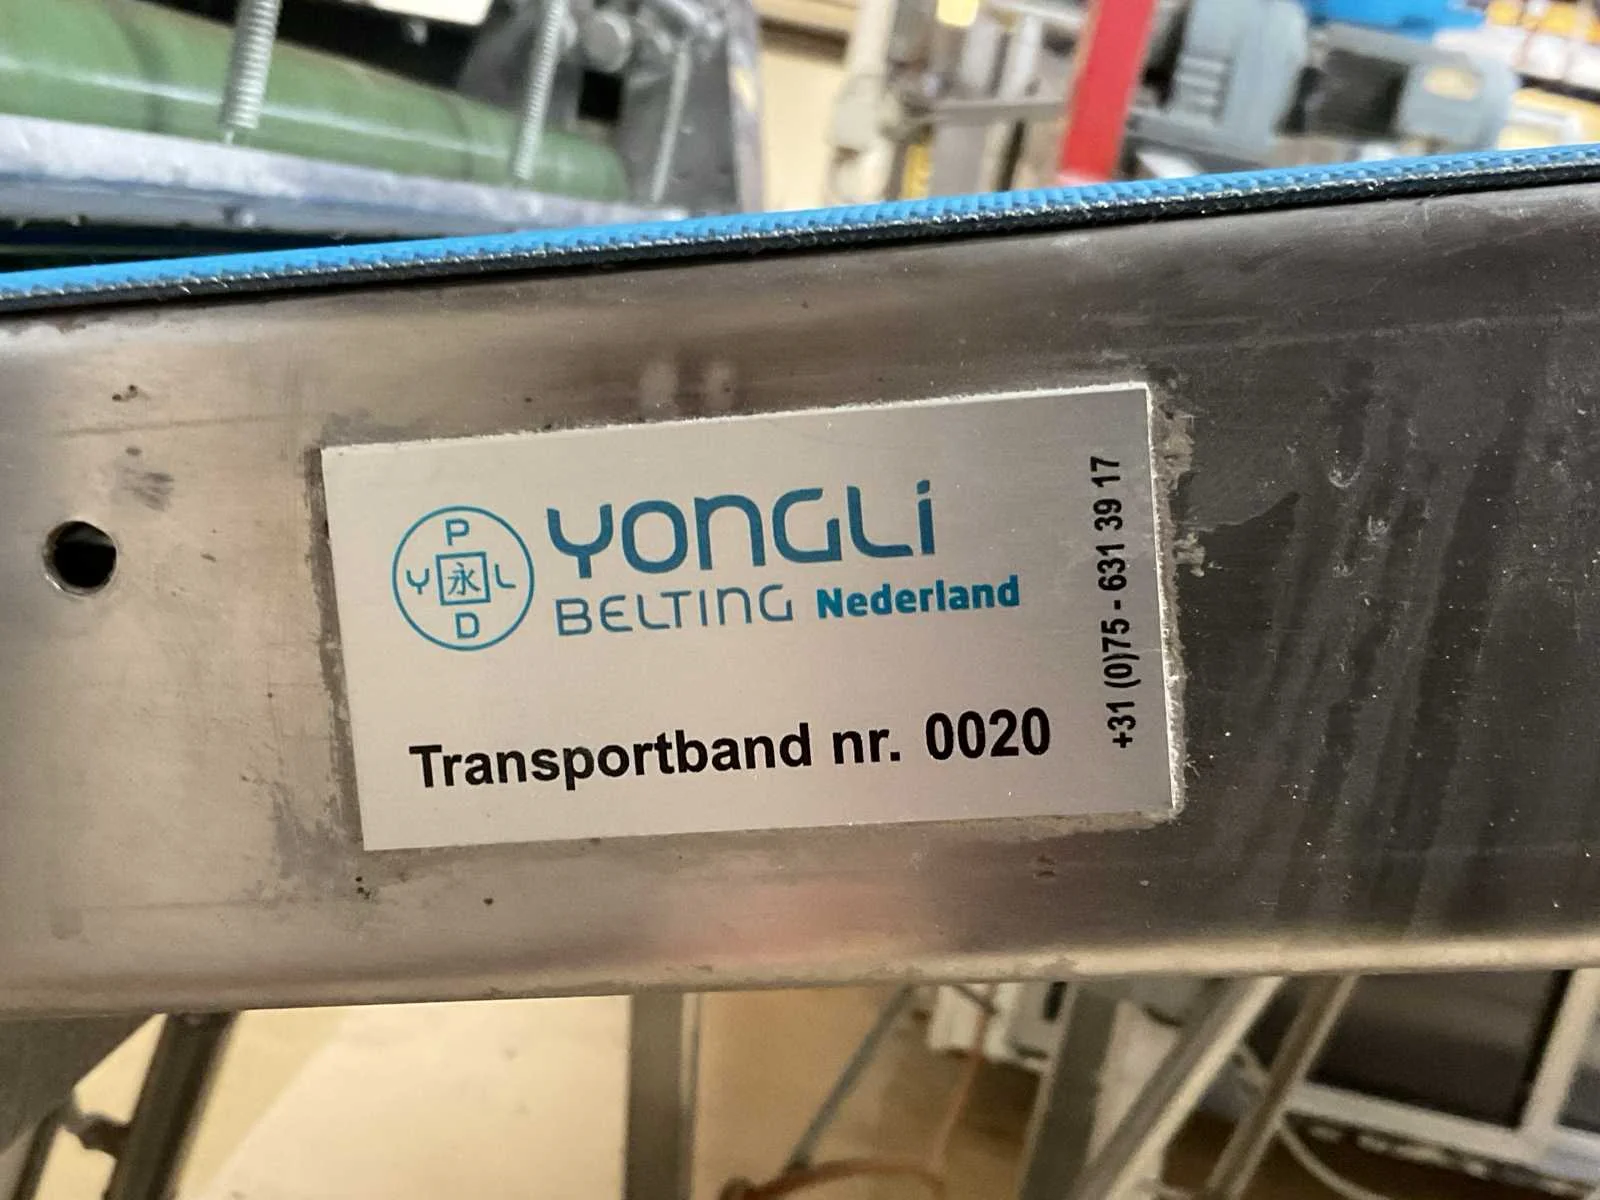 P
Y 永 L
D
YONGLi
BELTING Nederland
Transportband nr. 0020
+31 (0)75 - 631 39 17